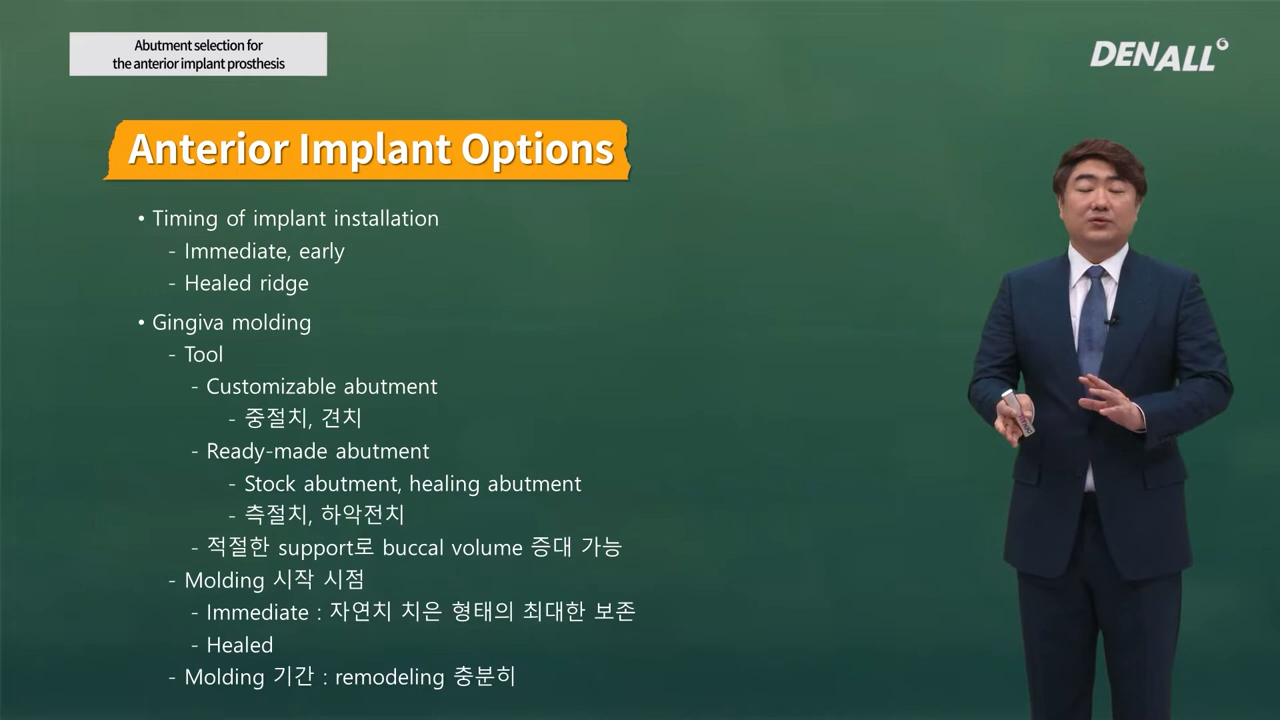 Abutment selection for
the anterior implant prosthesis
DENALL
Anterior Implant Options
• Timing of implant installation
- Immediate, early
- Healed ridge
• Gingiva molding
- Tool
- Customizable abutment
- 중절치, 견치
- Ready-made abutment
- Stock abutment, healing abutment
- 측절치, 하악전치
- 적절한 support로 buccal volume 증대 가능
- Molding 시작 시점
- Immediate : 자연치 치은 형태의 최대한 보존
- Healed
- Molding 기간 : remodeling 충분히